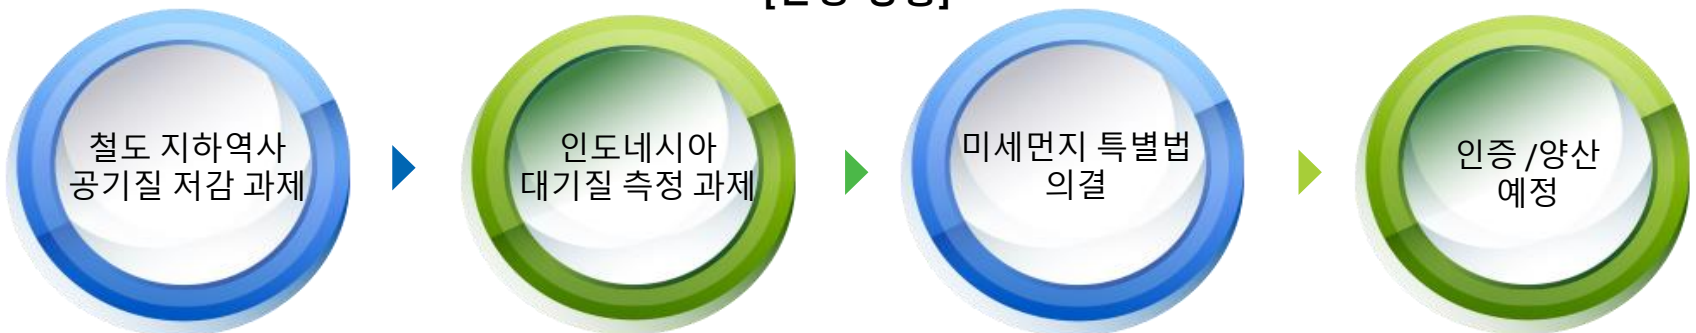 철도 지하역사
공기질 저감 과제
인도네시아
대기질 측정 과제
미세먼지 특별법
의결
인증 /양산
예정